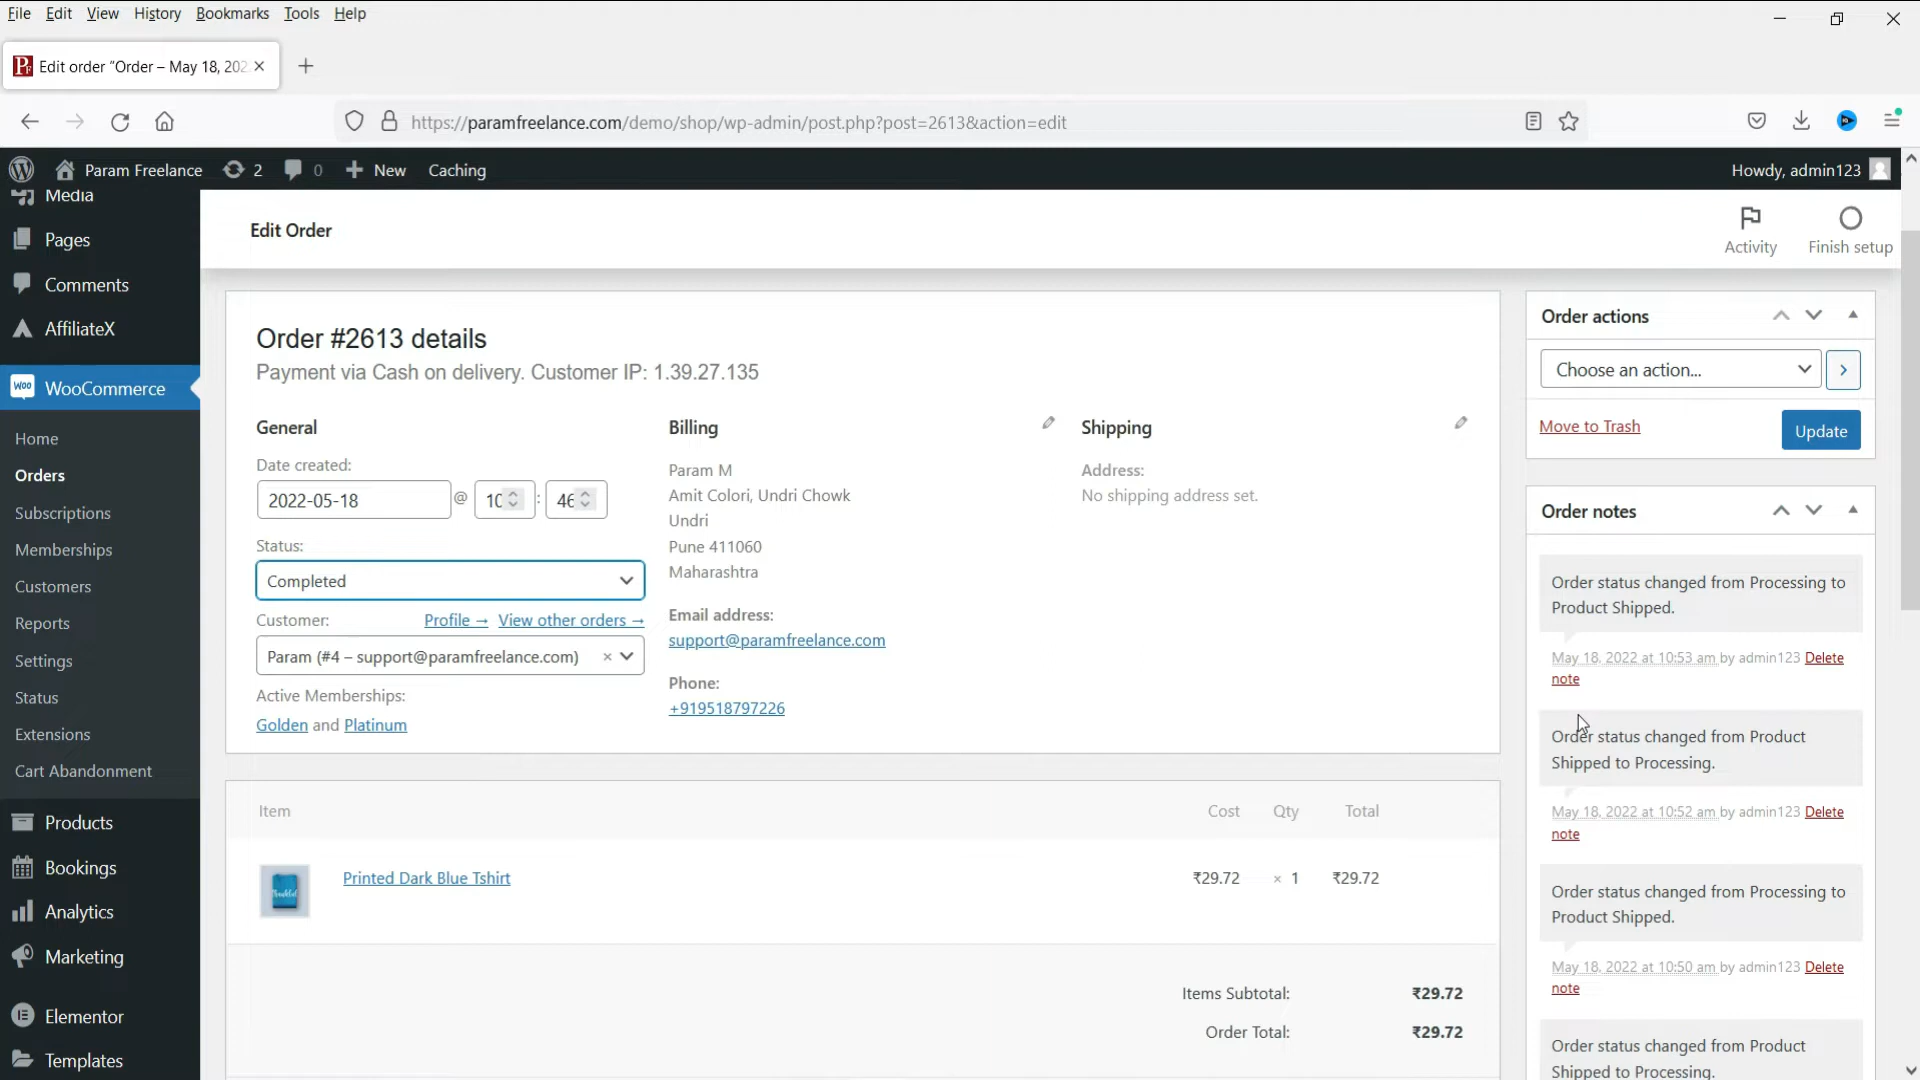 File Edit View History Bookmarks Tools Help
Edit order “Order – May 18, 202
https://paramfreelance.com/demo/shop/wp-admin/post.php?post=2613&action=edit
Param Freelance 2 0 New Caching Howdy, admin123
Media
Pages
Comments
AffiliateX
WooCommerce
Home
Orders
Subscriptions
Memberships
Customers
Reports
Settings
Status
Extensions
Cart Abandonment
Products
Bookings
Analytics
Marketing
Elementor
Templates
Edit Order
Activity
Finish setup
Order #2613 details
Payment via Cash on delivery. Customer IP: 1.39.27.135
General
Date created:
2022-05-18 @ 10 : 46
Status:
Completed
Customer: Profile → View other orders →
Param (#4 – support@paramfreelance.com) ×
Active Memberships:
Golden and Platinum
Billing
Param M
Amit Colori, Undri Chowk
Undri
Pune 411060
Maharashtra
Email address:
support@paramfreelance.com
Phone:
+919518797226
Shipping
Address:
No shipping address set.
Item Cost Qty Total
Printed Dark Blue Tshirt ₹29.72 × 1 ₹29.72
Items Subtotal: ₹29.72
Order Total: ₹29.72
Order actions
Choose an action...
Move to Trash Update
Order notes
Order status changed from Processing to
Product Shipped.
May 18, 2022 at 10:53 am by admin123 Delete
note
Order status changed from Product
Shipped to Processing.
May 18, 2022 at 10:52 am by admin123 Delete
note
Order status changed from Processing to
Product Shipped.
May 18, 2022 at 10:50 am by admin123 Delete
note
Order status changed from Product
Shipped to Processing.